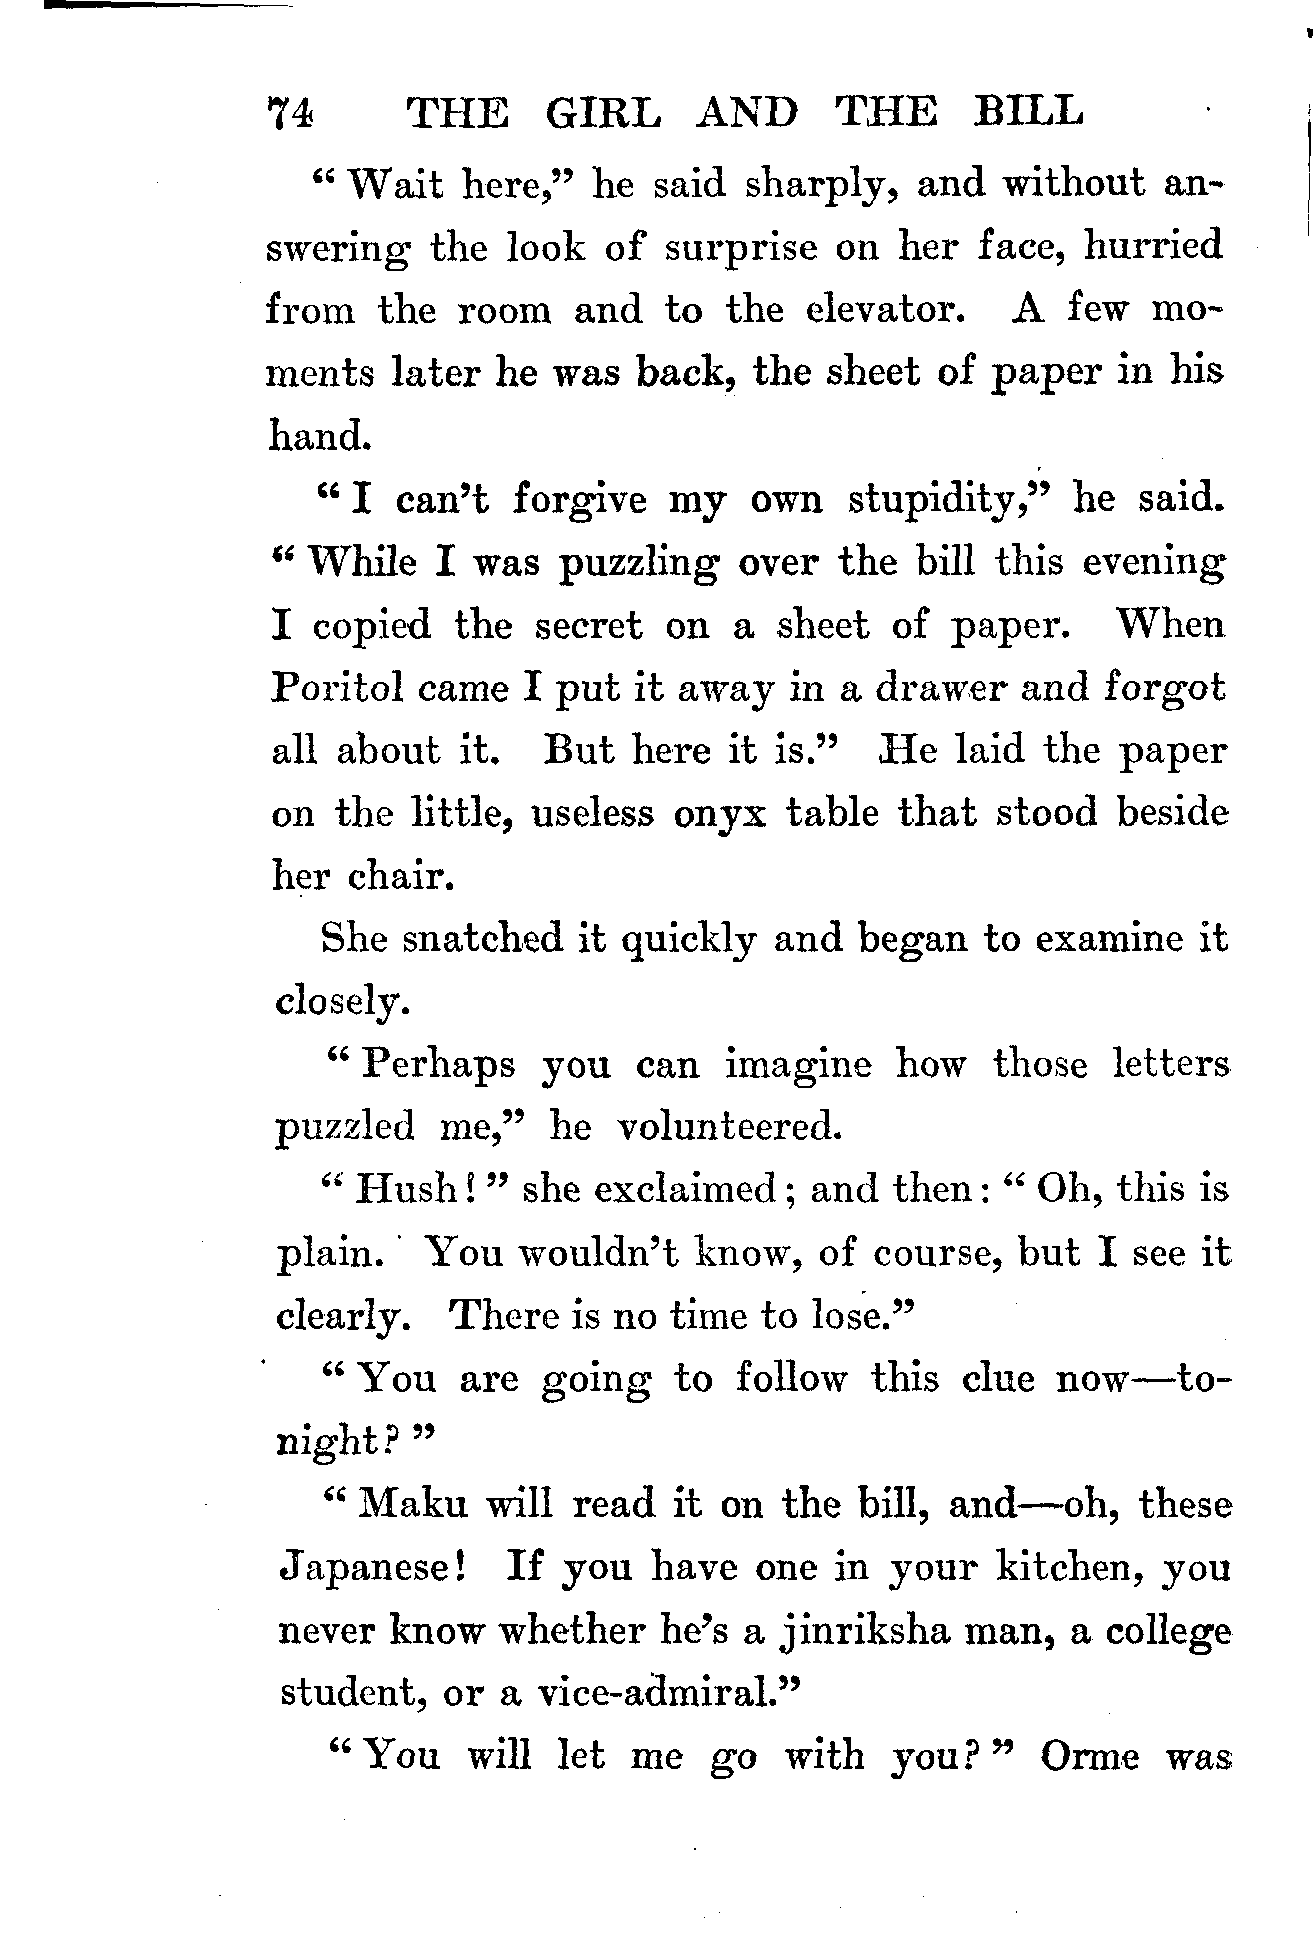 74 THE GIRL AND THE BILL
“ Wait here,” he said sharply, and without an-
swering the look of surprise on her face, hurried
from the room and to the elevator. A few mo-
ments later he was back, the sheet of paper in his
hand.
“ I can’t forgive my own stupidity,” he said.
“ While I was puzzling over the bill this evening
I copied the secret on a sheet of paper. When
Poritol came I put it away in a drawer and forgot
all about it. But here it is.” He laid the paper
on the little, useless onyx table that stood beside
her chair.
She snatched it quickly and began to examine it
closely.
“ Perhaps you can imagine how those letters
puzzled me,” he volunteered.
“ Hush! ” she exclaimed; and then: “ Oh, this is
plain. You wouldn’t know, of course, but I see it
clearly. There is no time to lose.”
“ You are going to follow this clue now—to-
night? ”
“ Maku will read it on the bill, and—oh, these
Japanese! If you have one in your kitchen, you
never know whether he’s a jinriksha man, a college
student, or a vice-admiral.”
“ You will let me go with you? ” Orme was